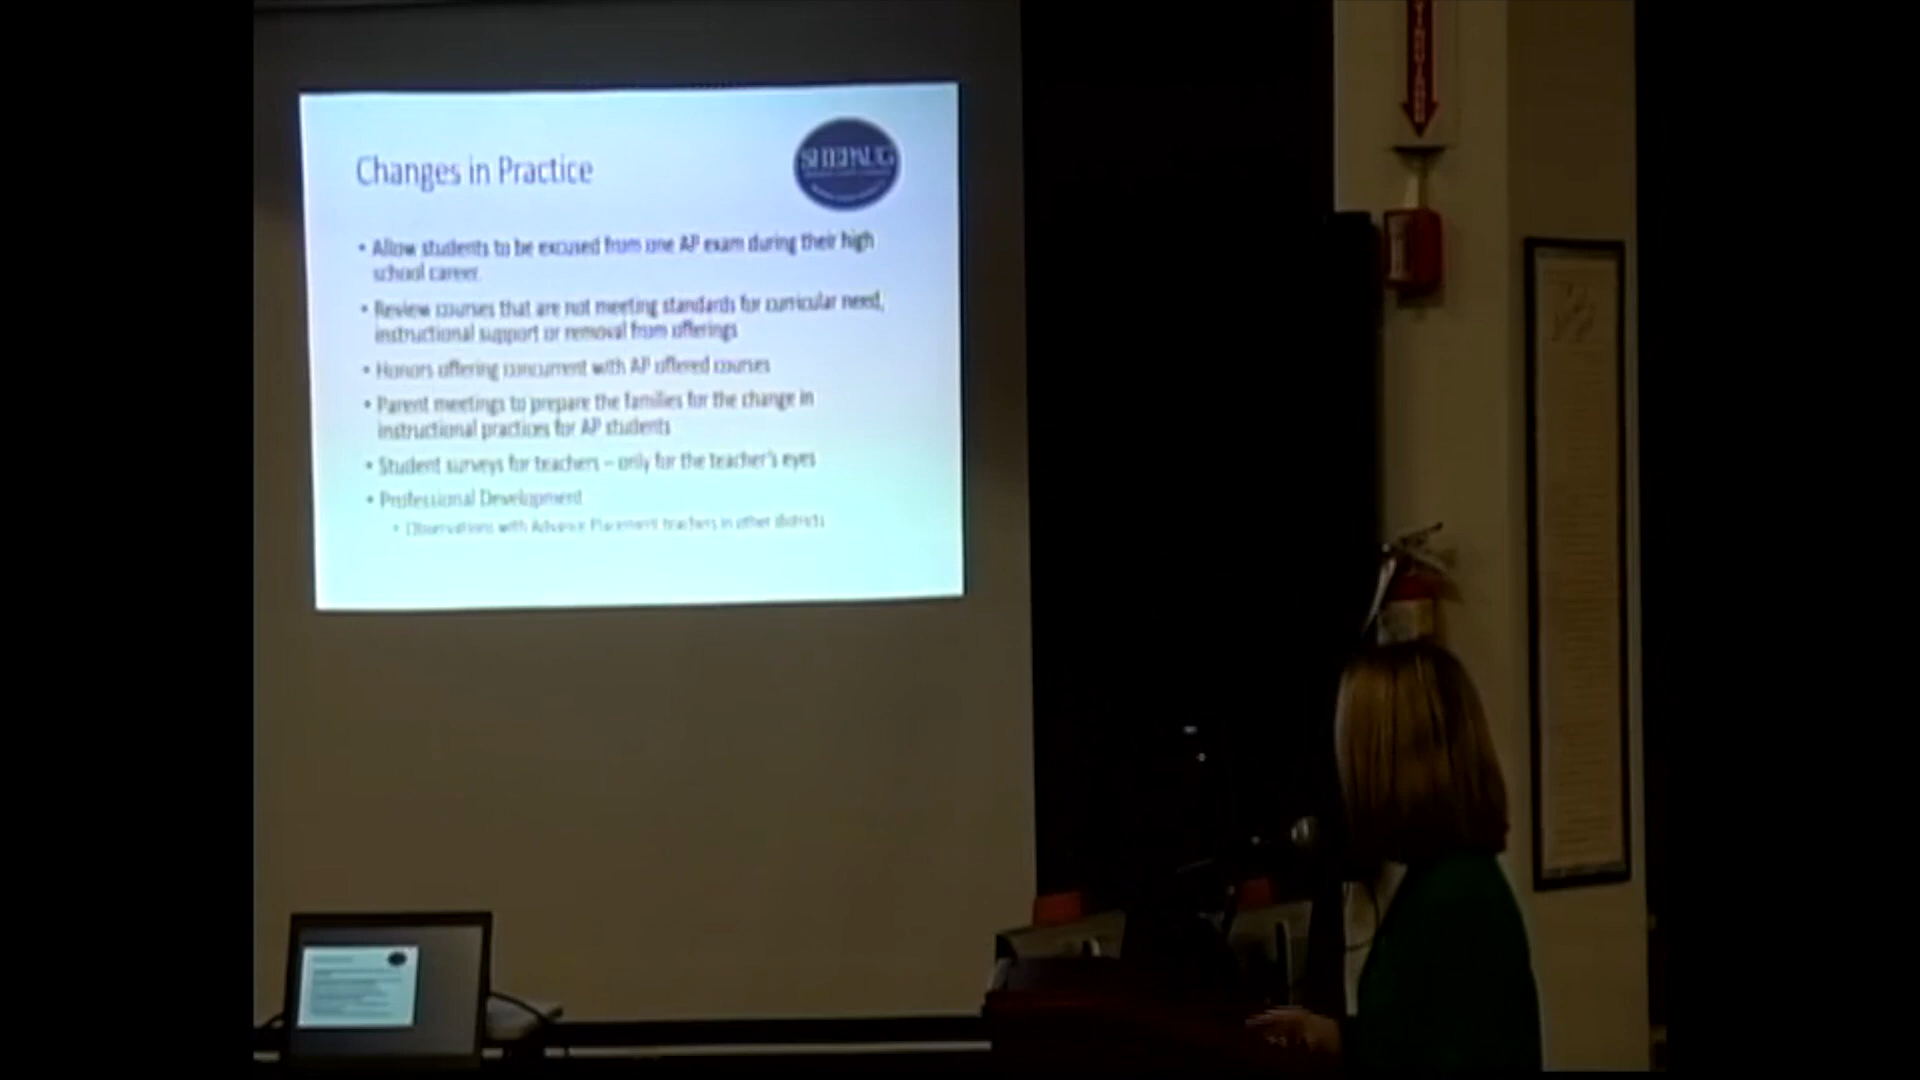 Changes in Practice
SHEPAUG
• Allow students to be excused from one AP exam during their high
school career.
• Review courses that are not meeting standards for curricular need,
instructional support or removal from offerings
• Honors offering concurrent with AP offered courses
• Parent meetings to prepare the families for the change in
instructional practices for AP students
• Student surveys for teachers – only for the teacher's eyes
• Professional Development
• Observations with Advance Placement teachers in other districts